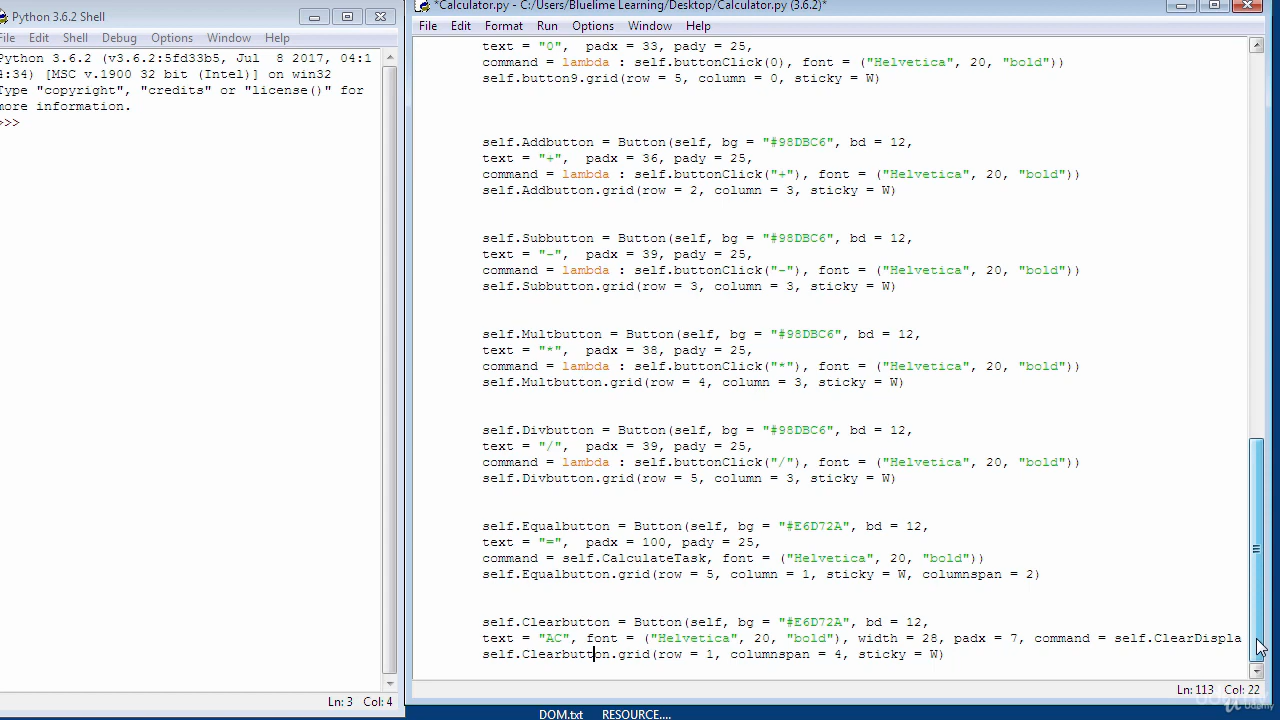 Python 3.6.2 Shell
File Edit Shell Debug Options Window Help
Python 3.6.2 (v3.6.2:5fd33b5, Jul  8 2017, 04:1
4:34) [MSC v.1900 32 bit (Intel)] on win32
Type "copyright", "credits" or "license()" for
more information.
>>>
Ln: 3 Col: 4
*Calculator.py - C:/Users/Bluelime Learning/Desktop/Calculator.py (3.6.2)*
File Edit Format Run Options Window Help
text = "0",  padx = 33, pady = 25,
command = lambda : self.buttonClick(0), font = ("Helvetica", 20, "bold"))
self.button9.grid(row = 5, column = 0, sticky = W)
self.Addbutton = Button(self, bg = "#98DBC6", bd = 12,
text = "+",  padx = 36, pady = 25,
command = lambda : self.buttonClick("+"), font = ("Helvetica", 20, "bold"))
self.Addbutton.grid(row = 2, column = 3, sticky = W)
self.Subbutton = Button(self, bg = "#98DBC6", bd = 12,
text = "-",  padx = 39, pady = 25,
command = lambda : self.buttonClick("-"), font = ("Helvetica", 20, "bold"))
self.Subbutton.grid(row = 3, column = 3, sticky = W)
self.Multbutton = Button(self, bg = "#98DBC6", bd = 12,
text = "*",  padx = 38, pady = 25,
command = lambda : self.buttonClick("*"), font = ("Helvetica", 20, "bold"))
self.Multbutton.grid(row = 4, column = 3, sticky = W)
self.Divbutton = Button(self, bg = "#98DBC6", bd = 12,
text = "/",  padx = 39, pady = 25,
command = lambda : self.buttonClick("/"), font = ("Helvetica", 20, "bold"))
self.Divbutton.grid(row = 5, column = 3, sticky = W)
self.Equalbutton = Button(self, bg = "#E6D72A", bd = 12,
text = "=",  padx = 100, pady = 25,
command = self.CalculateTask, font = ("Helvetica", 20, "bold"))
self.Equalbutton.grid(row = 5, column = 1, sticky = W, columnspan = 2)
self.Clearbutton = Button(self, bg = "#E6D72A", bd = 12,
text = "AC", font = ("Helvetica", 20, "bold"), width = 28, padx = 7, command = self.ClearDispla
self.Clearbutton.grid(row = 1, columnspan = 4, sticky = W)
Ln: 113 Col: 22
DOM.txt RESOURCE....
Udemy